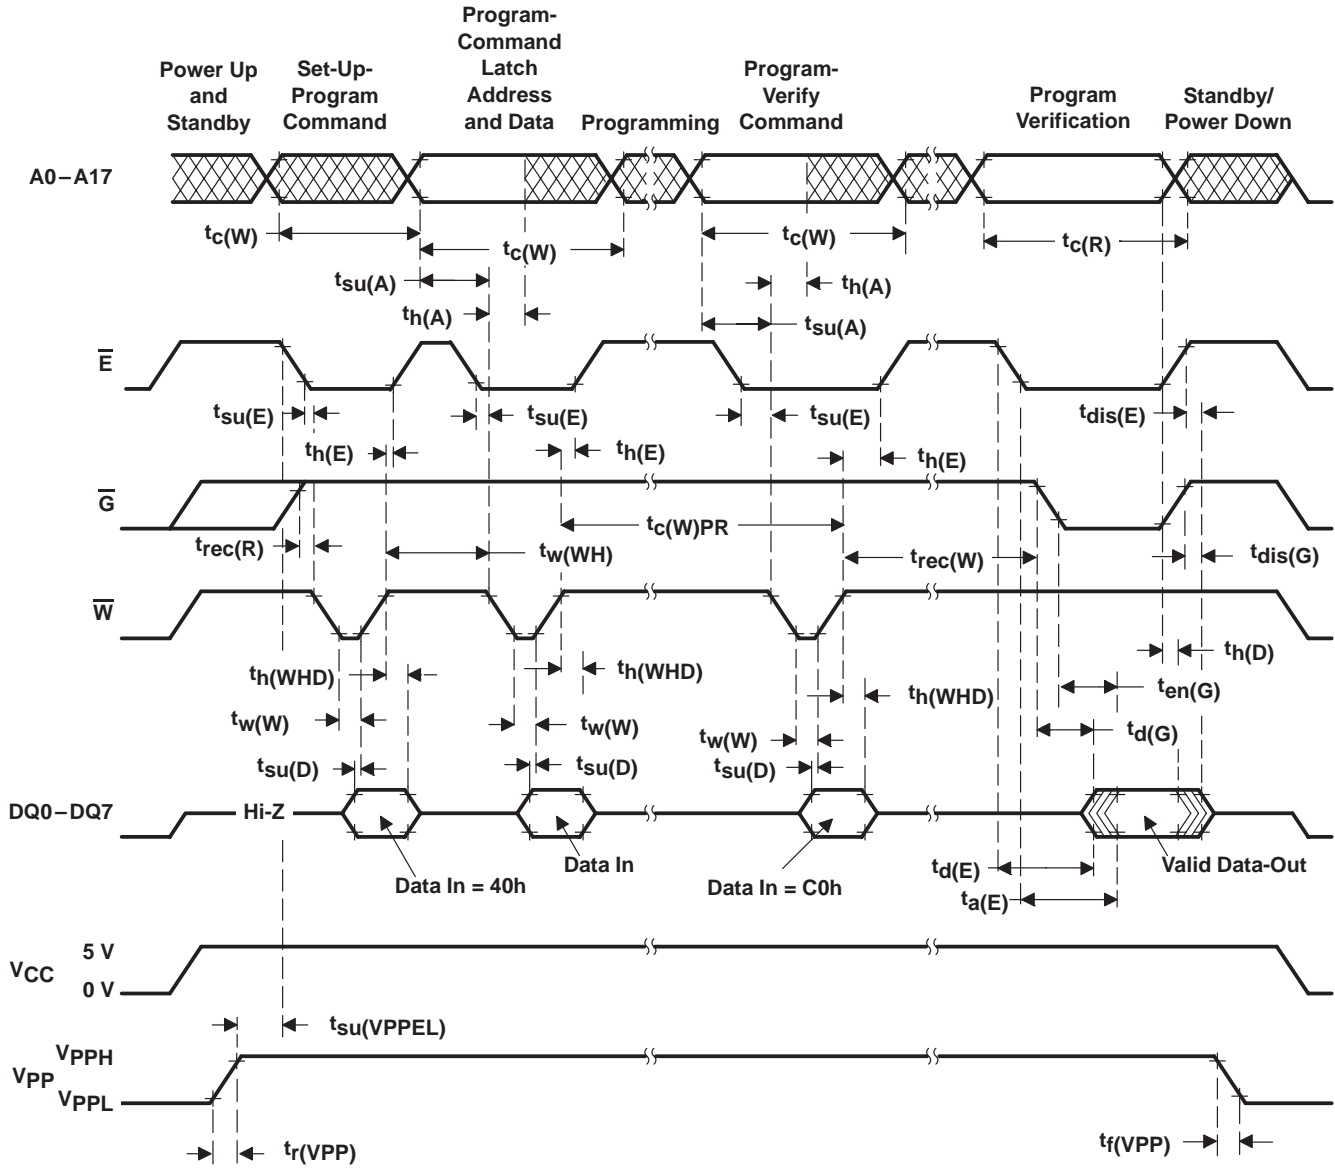 Power Up
and
Standby
Set-Up-
Program
Command
Program-
Command
Latch
Address
and Data
Programming
Program-
Verify
Command
Program
Verification
Standby/
Power Down
A0–A17
tc(W)
tc(W)
tc(W)
tc(R)
tsu(A)
th(A)
th(A)
tsu(A)
E
tsu(E)
tsu(E)
tsu(E)
tdis(E)
th(E)
th(E)
th(E)
G
trec(R)
tc(W)PR
tw(WH)
trec(W)
tdis(G)
W
th(WHD)
th(WHD)
th(WHD)
th(D)
ten(G)
tw(W)
tw(W)
tw(W)
td(G)
tsu(D)
tsu(D)
tsu(D)
DQ0–DQ7
Hi-Z
Data In = 40h
Data In
Data In = C0h
Valid Data-Out
td(E)
ta(E)
VCC
5 V
0 V
tsu(VPPEL)
VPP
VPPH
VPPL
tr(VPP)
tf(VPP)